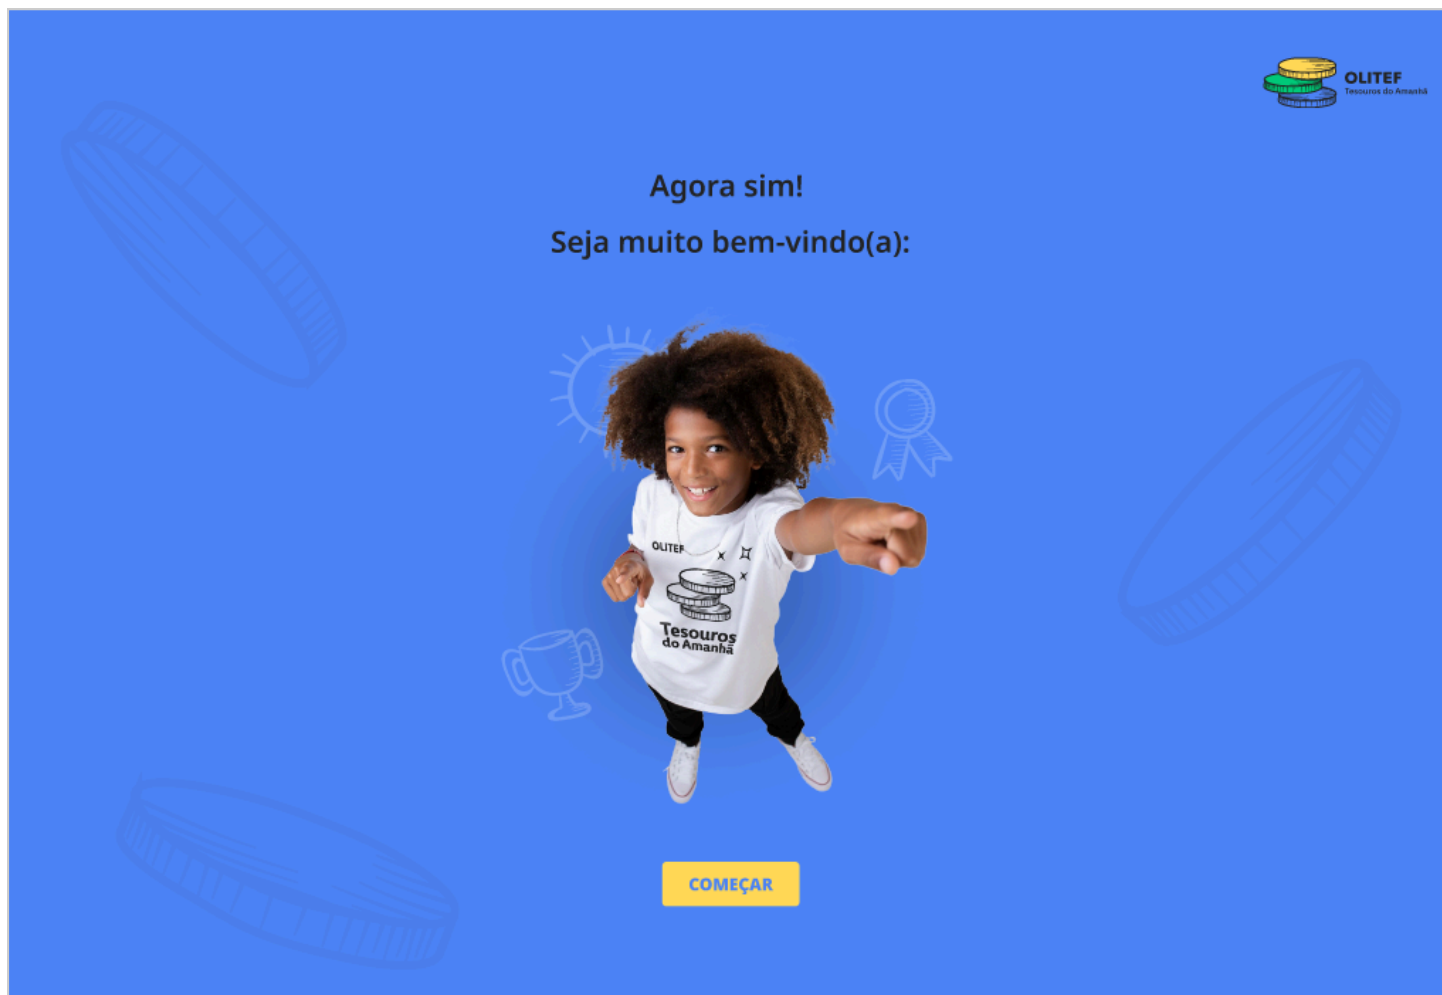 OLITEF
Tesouros do Amanhã
Agora sim!
Seja muito bem-vindo(a):
OLITEF
Tesouros
do Amanhã
COMEÇAR